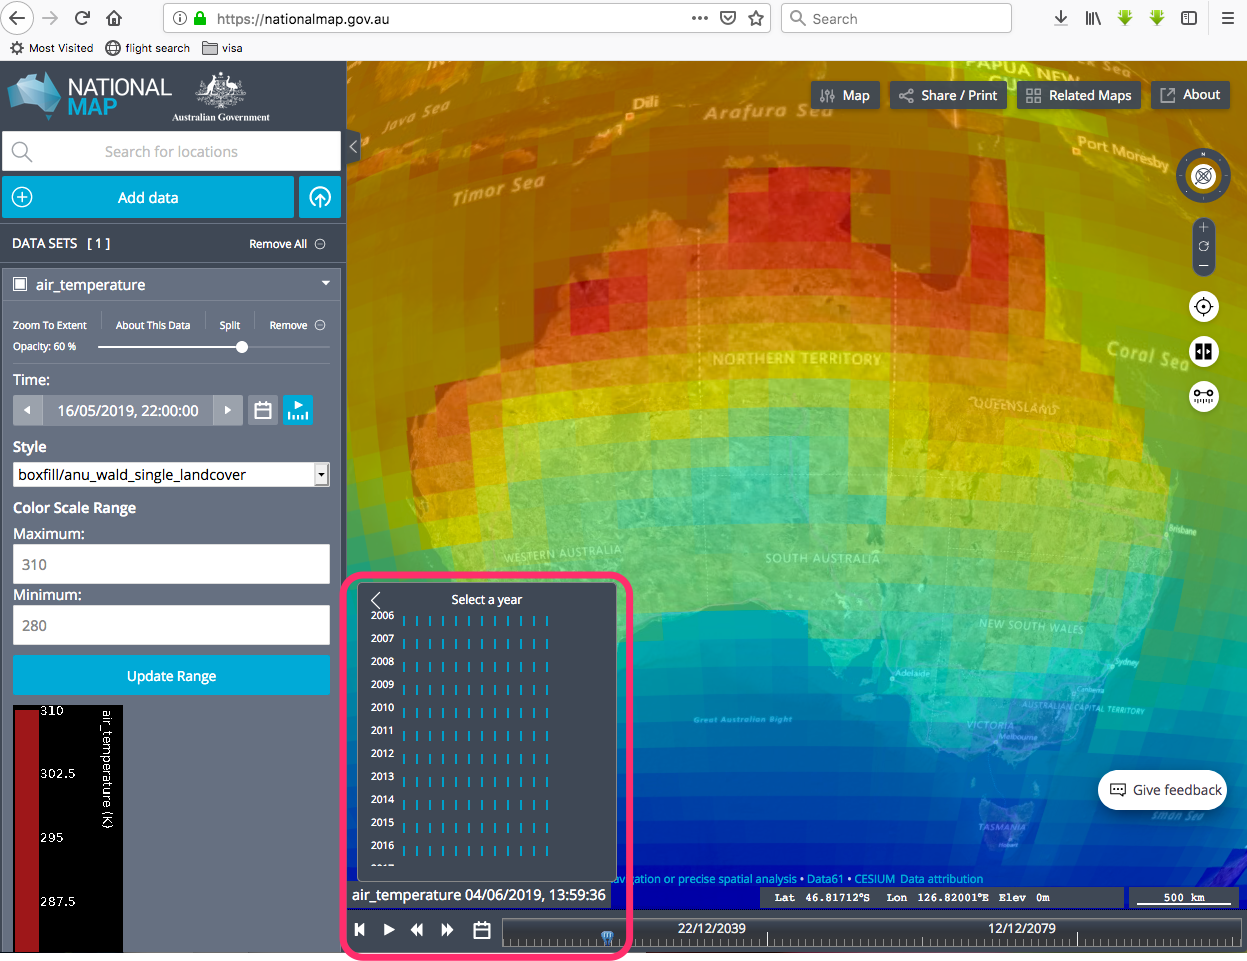 https://nationalmap.gov.au
Search
Most Visited
flight search
visa
NATIONAL
MAP
Australian Government
Search for locations
Add data
DATA SETS [ 1 ]
Remove All
air_temperature
Zoom To Extent
About This Data
Split
Remove
Opacity: 60 %
Time:
16/05/2019, 22:00:00
Style
boxfill/anu_wald_single_landcover
Color Scale Range
Maximum:
310
Minimum:
280
Update Range
310
302.5
295
287.5
air_temperature (K)
Map
Share / Print
Related Maps
About
PAPUA NEW
Java Sea
Dili
Arafura Sea
Timor Sea
Port Moresby
Coral Sea
NORTHERN TERRITORY
QUEENSLAND
WESTERN AUSTRALIA
SOUTH AUSTRALIA
Brisbane
NEW SOUTH WALES
Adelaide
Sydney
Canberra
AUSTRALIAN CAPITAL TERRITORY
Great Australian Bight
VICTORIA
Melbourne
TASMANIA
Hobart
sman Sea
Give feedback
Select a year
2006
2007
2008
2009
2010
2011
2012
2013
2014
2015
2016
vigation or precise spatial analysis • Data61 • CESIUM Data attribution
air_temperature 04/06/2019, 13:59:36
Lat 46.81712°S Lon 126.82001°E Elev 0m
500 km
22/12/2039
12/12/2079